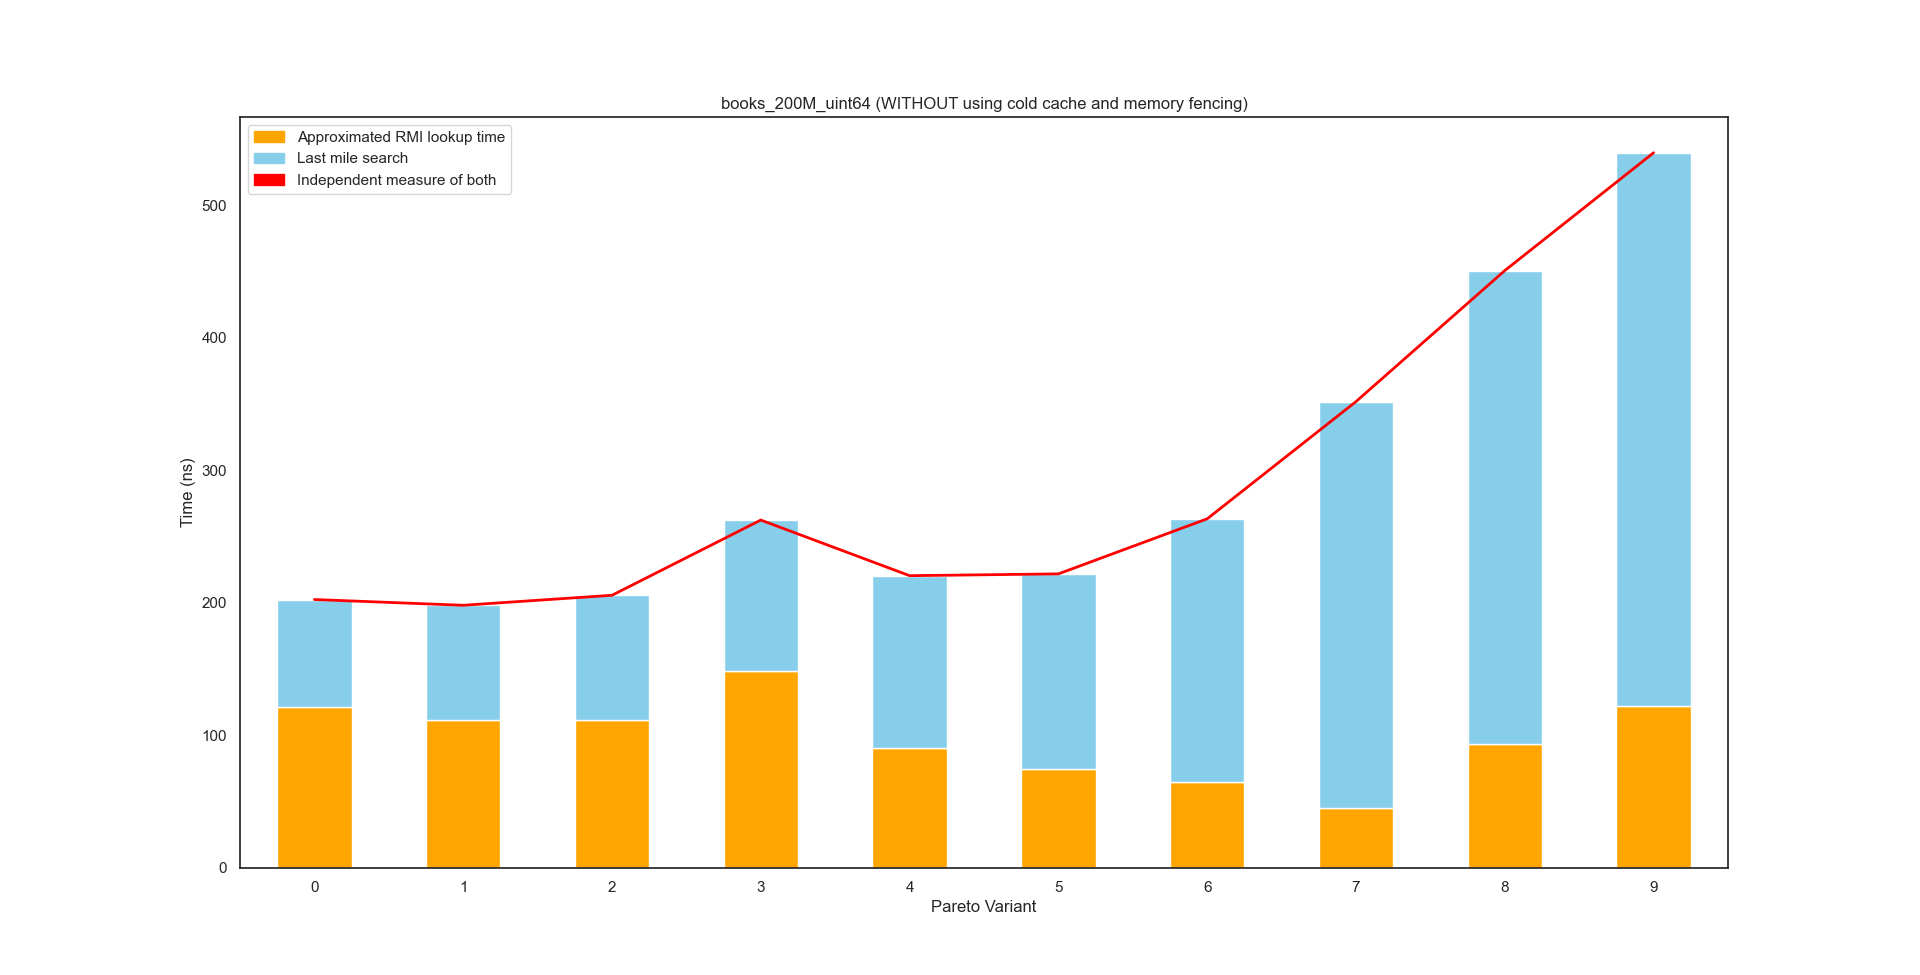 books_200M_uint64 (WITHOUT using cold cache and memory fencing)
Approximated RMI lookup time
Last mile search
Independent measure of both
Time (ns)
500
400
300
200
100
0
0 1 2 3 4 5 6 7 8 9
Pareto Variant